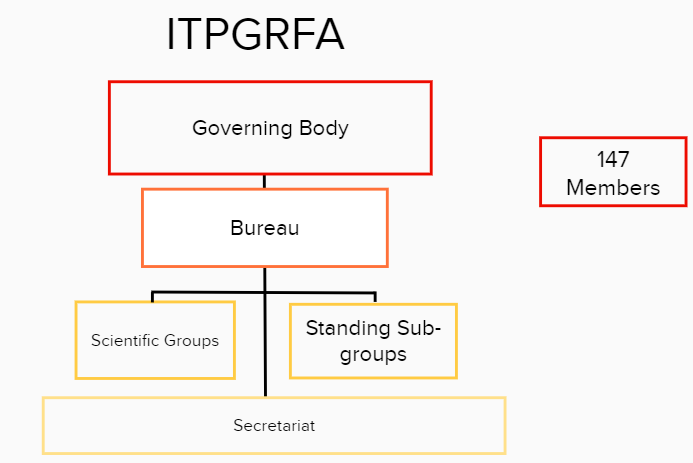 ITPGRFA
Governing Body
147
Members
Bureau
Scientific Groups
Standing Sub-
groups
Secretariat